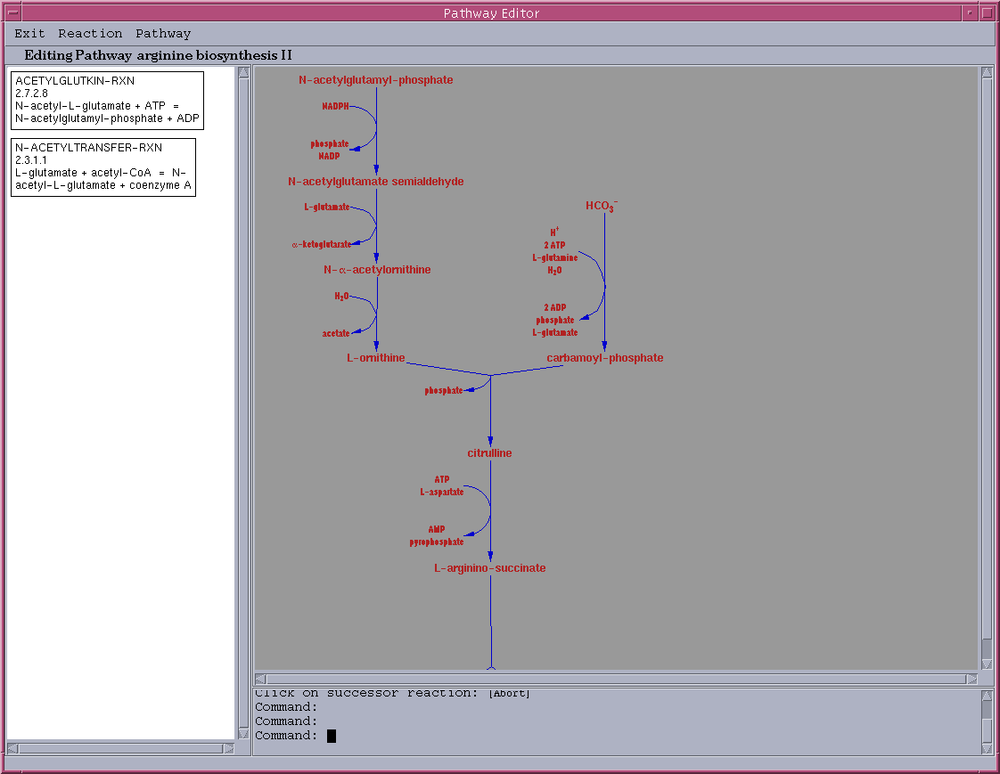 Pathway Editor
Exit Reaction Pathway
Editing Pathway arginine biosynthesis II
ACETYLGLUTKIN-RXN
2.7.2.8
N-acetyl-L-glutamate + ATP =
N-acetylglutamyl-phosphate + ADP
N-ACETYLTRANSFER-RXN
2.3.1.1
L-glutamate + acetyl-CoA = N-
acetyl-L-glutamate + coenzyme A
N-acetylglutamyl-phosphate
NADPH
phosphate
NADP
N-acetylglutamate semialdehyde
L-glutamate
α-ketoglutarate
N-α-acetylornithine
H2O
acetate
L-ornithine
HCO3-
H+
2 ATP
L-glutamine
H2O
2 ADP
phosphate
L-glutamate
carbamoyl-phosphate
phosphate
citrulline
ATP
L-aspartate
AMP
pyrophosphate
L-arginino-succinate
Click on successor reaction: [Abort]
Command:
Command:
Command: